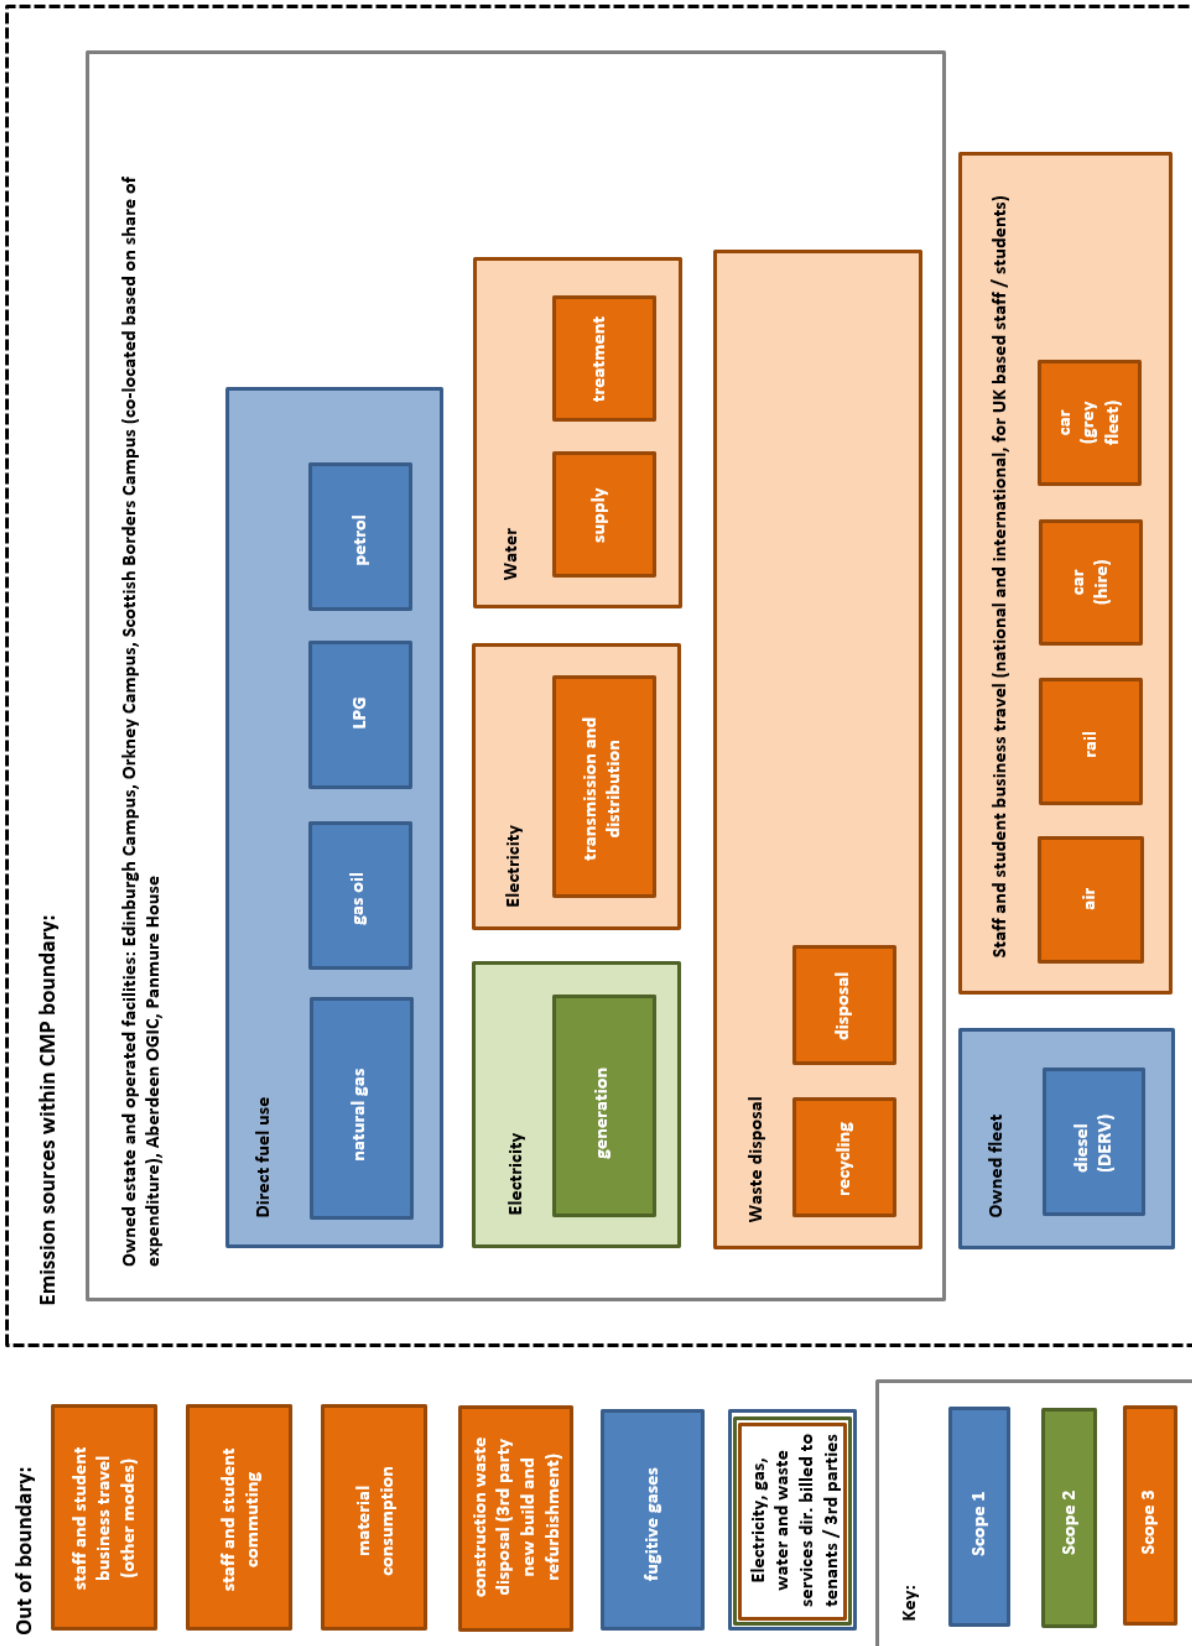 Out of boundary:
staff and student
business travel
(other modes)
staff and student
commuting
material
consumption
construction waste
disposal (3rd party
new build and
refurbishment)
fugitive gases
Electricity, gas,
water and waste
services dir. billed to
tenants / 3rd parties
Key:
Scope 1
Scope 2
Scope 3
Emission sources within CMP boundary:
Owned estate and operated facilities: Edinburgh Campus, Orkney Campus, Scottish Borders Campus (co-located based on share of
expenditure), Aberdeen OGIC, Panmure House
Direct fuel use
natural gas
gas oil
LPG
petrol
Electricity
generation
Electricity
transmission and
distribution
Water
supply
treatment
Waste disposal
recycling
disposal
Owned fleet
diesel
(DERV)
Staff and student business travel (national and international, for UK based staff / students)
air
rail
car
(hire)
car
(grey
fleet)